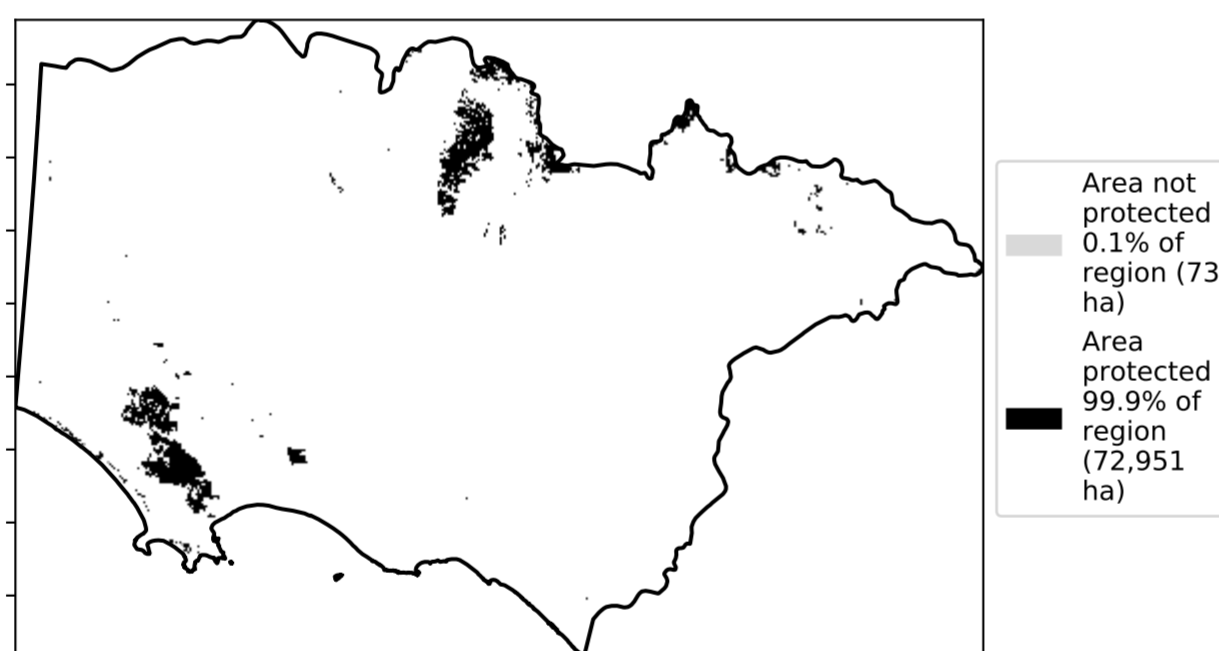 Area not
protected
0.1% of
region (73
ha)
Area
protected
99.9% of
region
(72,951
ha)